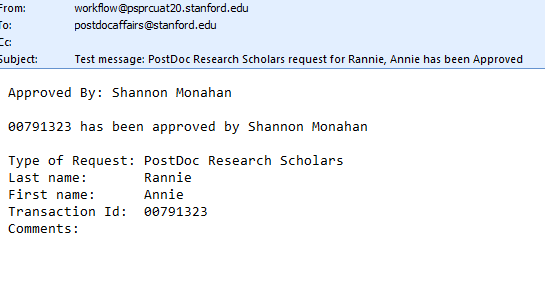 From: workflow@psprcuat20.stanford.edu
To: postdocaffairs@stanford.edu
Cc:
Subject: Test message: PostDoc Research Scholars request for Rannie, Annie has been Approved
Approved By: Shannon Monahan
00791323 has been approved by Shannon Monahan
Type of Request: PostDoc Research Scholars
Last name: Rannie
First name: Annie
Transaction Id: 00791323
Comments: